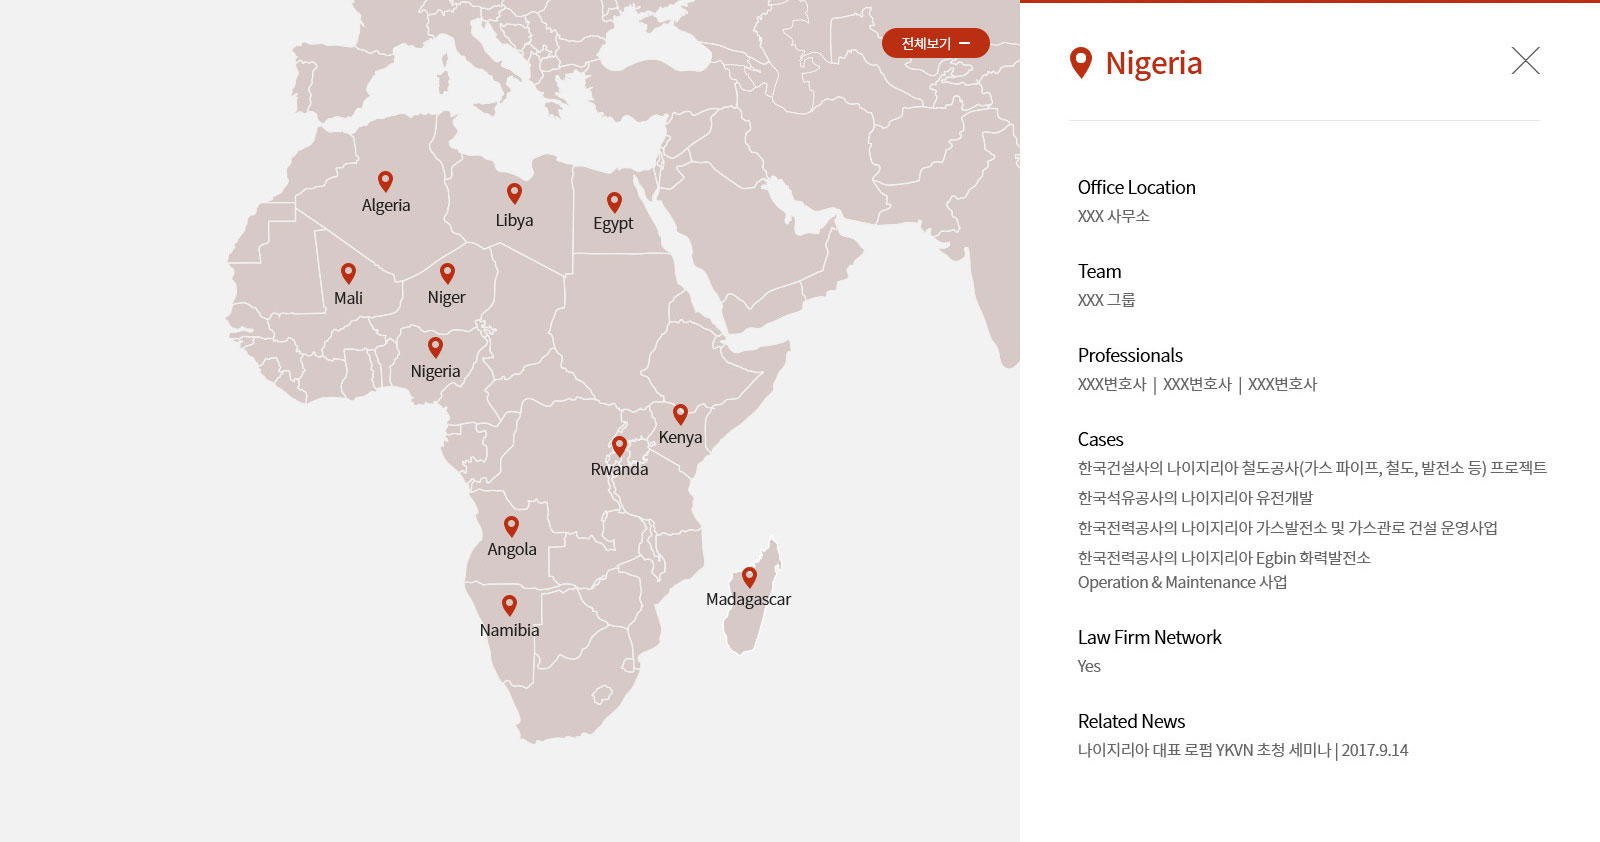 전체보기
Algeria
Libya
Egypt
Mali
Niger
Nigeria
Kenya
Rwanda
Angola
Madagascar
Namibia
Nigeria
Office Location
XXX 사무소
Team
XXX 그룹
Professionals
XXX변호사 | XXX변호사 | XXX변호사
Cases
한국건설사의 나이지리아 철도공사(가스 파이프, 철도, 발전소 등) 프로젝트
한국석유공사의 나이지리아 유전개발
한국전력공사의 나이지리아 가스발전소 및 가스관로 건설 운영사업
한국전력공사의 나이지리아 Egbin 화력발전소
Operation & Maintenance 사업
Law Firm Network
Yes
Related News
나이지리아 대표 로펌 YKVN 초청 세미나 | 2017.9.14